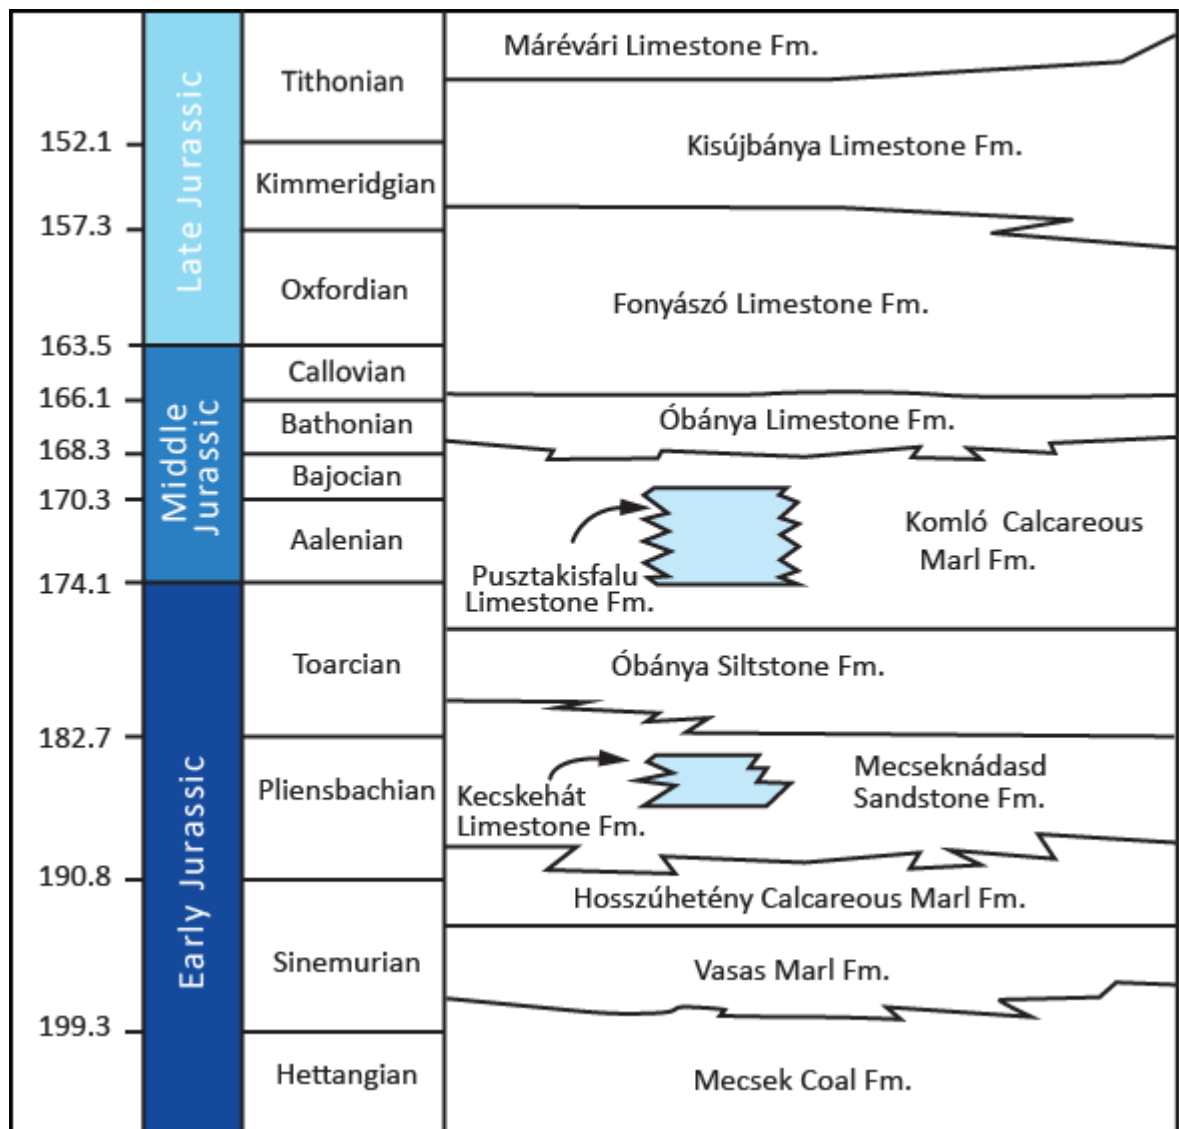 152.1
157.3
163.5
166.1
168.3
170.3
174.1
182.7
190.8
199.3
Late Jurassic
Middle
Jurassic
Early Jurassic
Tithonian
Kimmeridgian
Oxfordian
Callovian
Bathonian
Bajocian
Aalenian
Toarcian
Pliensbachian
Sinemurian
Hettangian
Márévári Limestone Fm.
Kisújbánya Limestone Fm.
Fonyászó Limestone Fm.
Óbánya Limestone Fm.
Komló Calcareous
Marl Fm.
Pusztakisfalu
Limestone Fm.
Óbánya Siltstone Fm.
Mecseknádasd
Sandstone Fm.
Kecskehát
Limestone Fm.
Hosszúhetény Calcareous Marl Fm.
Vasas Marl Fm.
Mecsek Coal Fm.